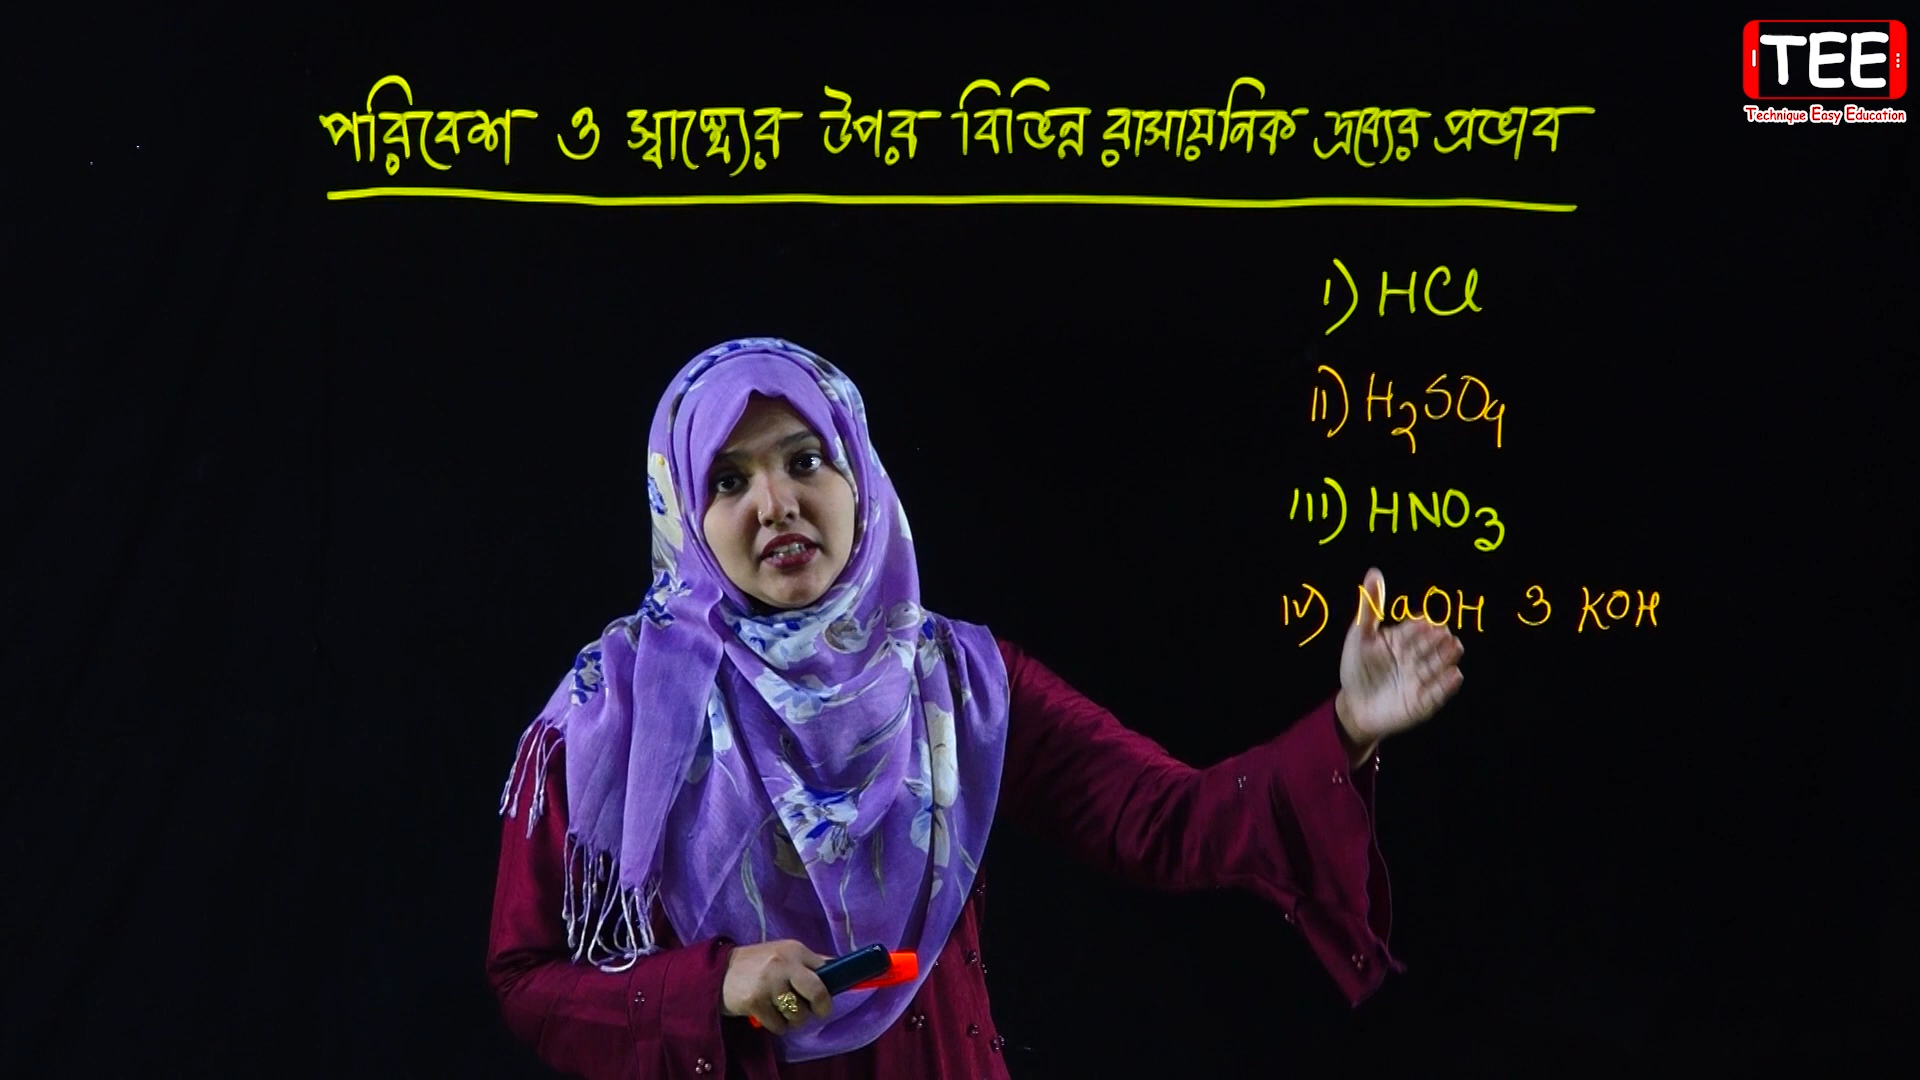 পরিবেশ ও স্বাস্থ্যের উপর বিভিন্ন রাসায়নিক দ্রব্যের প্রভাব
i) HCl
ii) H₂SO₄
iii) HNO₃
iv) NaOH ও KOH
TEE
Technique Easy Education